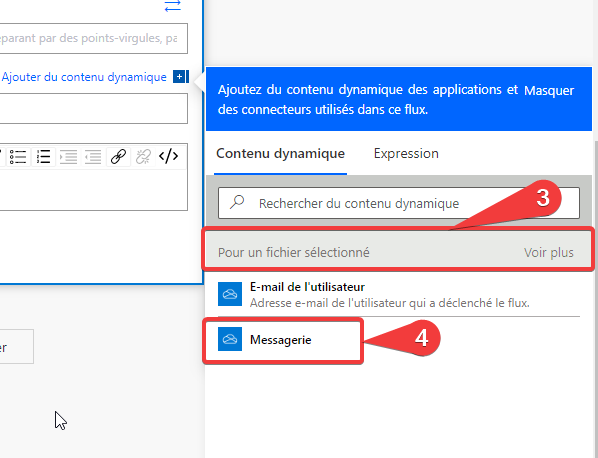 éparant par des points-virgules, pa
Ajouter du contenu dynamique
Ajoutez du contenu dynamique des applications et Masquer
des connecteurs utilisés dans ce flux.
Contenu dynamique Expression
Rechercher du contenu dynamique
3
Pour un fichier sélectionné Voir plus
E-mail de l'utilisateur
Adresse e-mail de l'utilisateur qui a déclenché le flux.
Messagerie
4
er